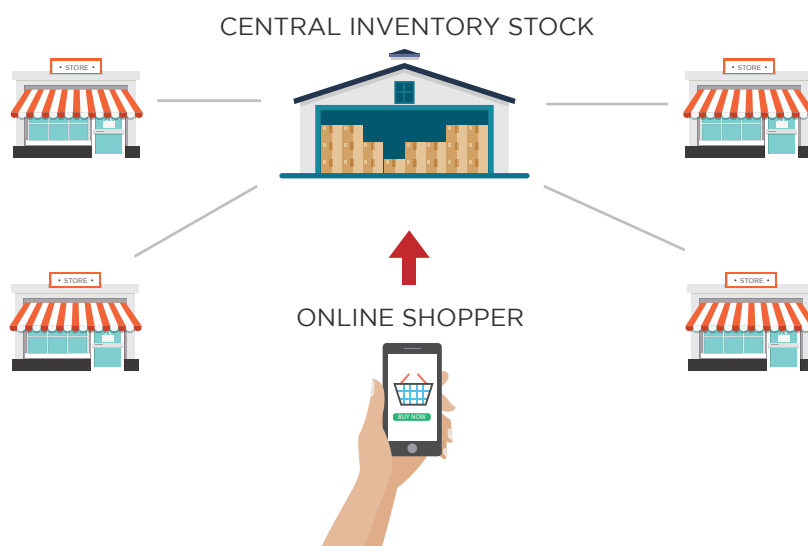 CENTRAL INVENTORY STOCK
• STORE •
• STORE •
• STORE •
• STORE •
ONLINE SHOPPER
BUY NOW